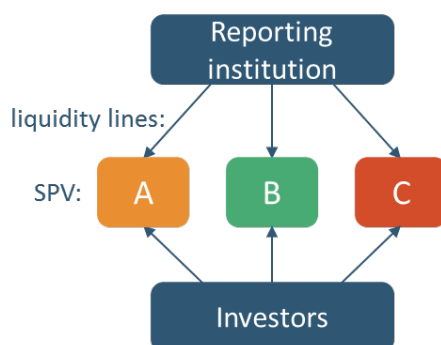 Reporting
institution
liquidity lines:
SPV:
A
B
C
Investors